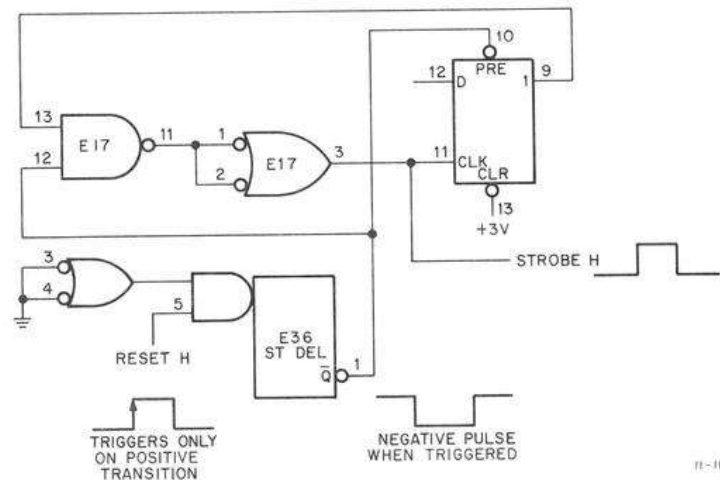 10
PRE
12
D
1
9
13
E17
11
12
1
2
E17
3
11
CLK
CLR
13
+3V
STROBE H
3
4
5
RESET H
E36
ST DEL
Q̅
1
TRIGGERS ONLY
ON POSITIVE
TRANSITION
NEGATIVE PULSE
WHEN TRIGGERED